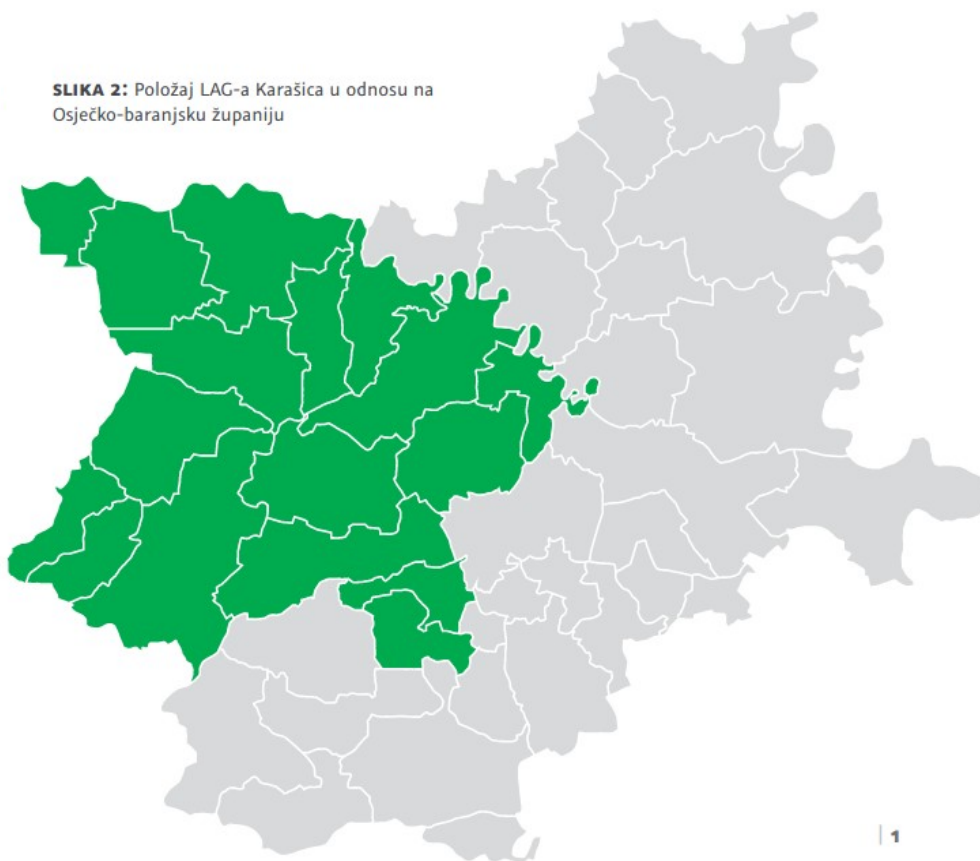 SLIKA 2: Položaj LAG-a Karašica u odnosu na
Osječko-baranjsku županiju
| 1